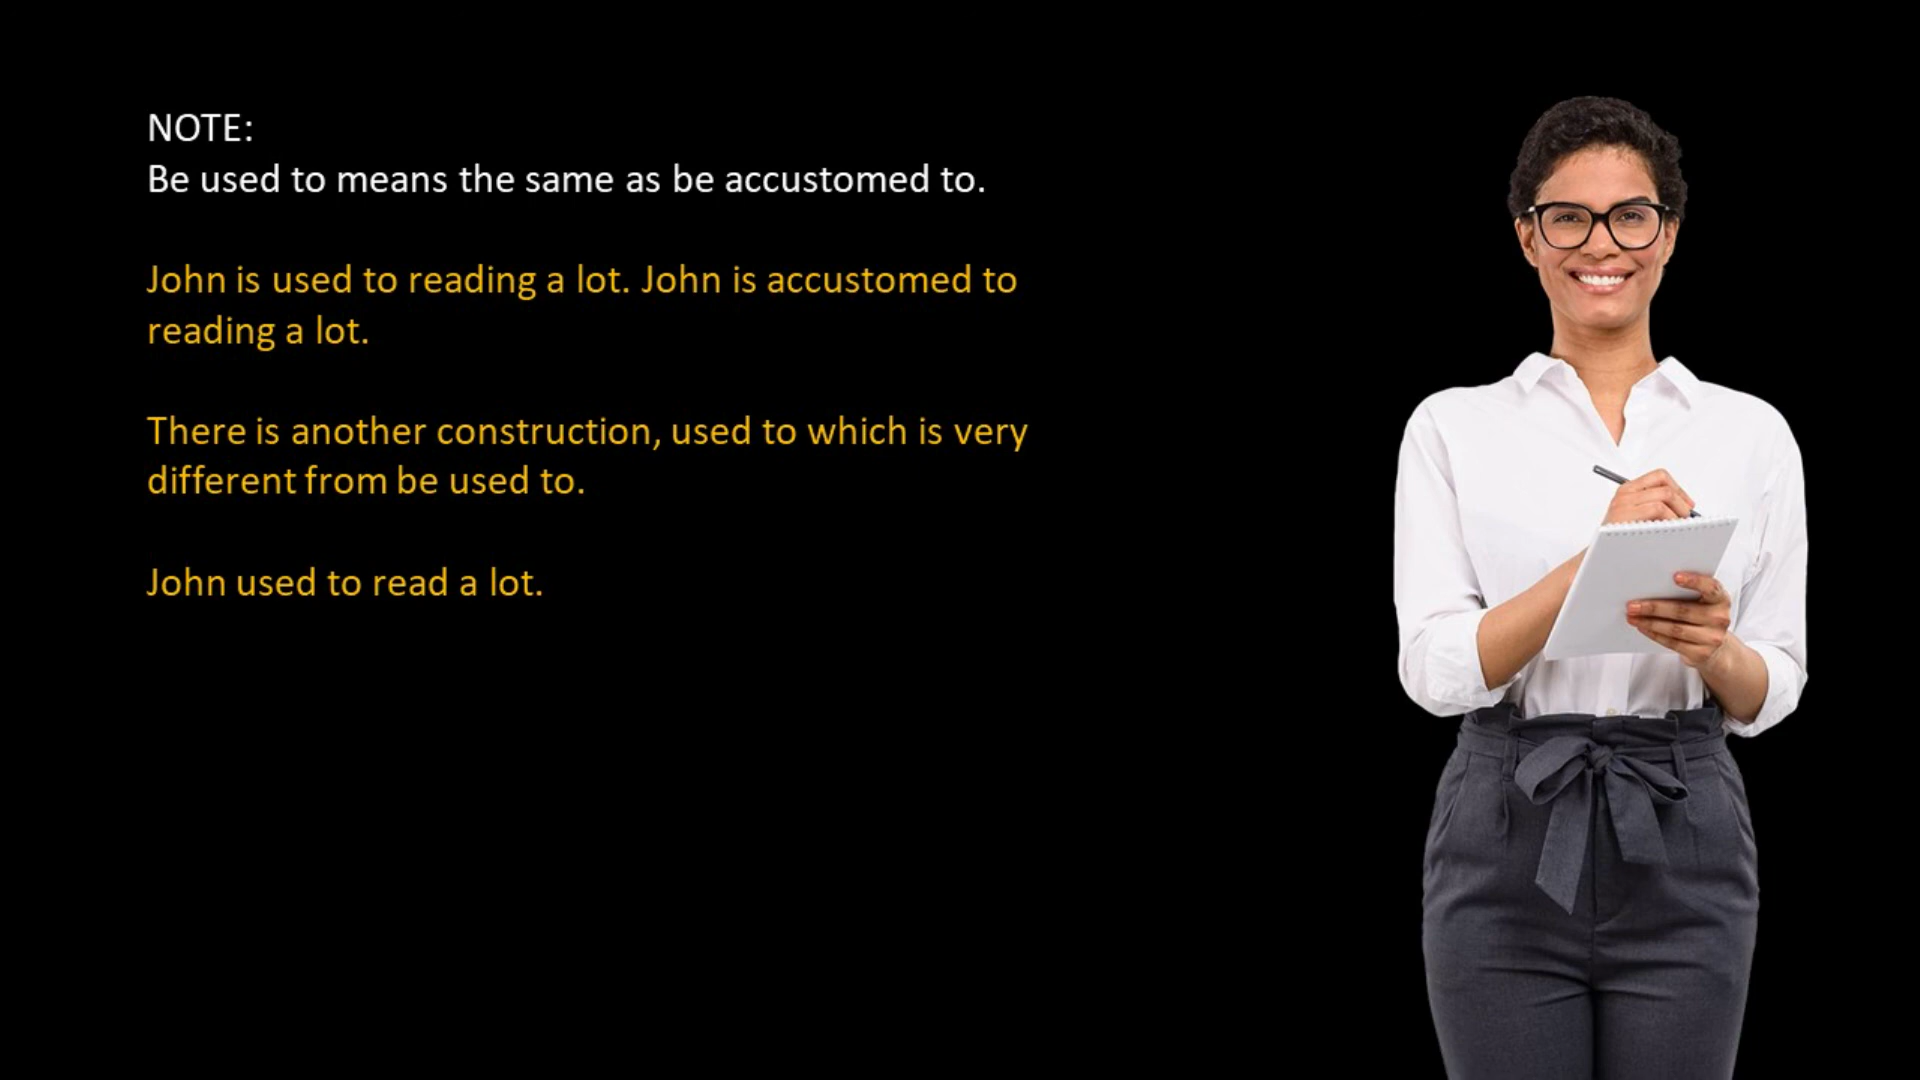 NOTE:
Be used to means the same as be accustomed to.
John is used to reading a lot. John is accustomed to
reading a lot.
There is another construction, used to which is very
different from be used to.
John used to read a lot.